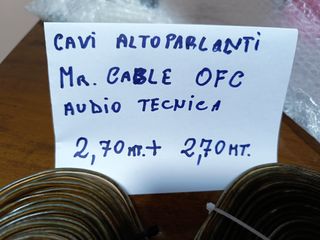 CAVI ALTOPARLANTI
MR. CABLE OFC
AUDIO TECNICA
2,70 MT. + 2,70 MT.